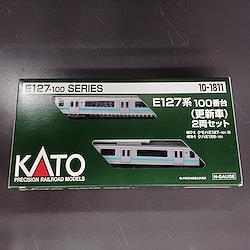 E127-100 SERIES
10-1811
E127系 100番台
(更新車)
2両セット
KATO
PRECISION RAILROAD MODELS
N-GAUGE